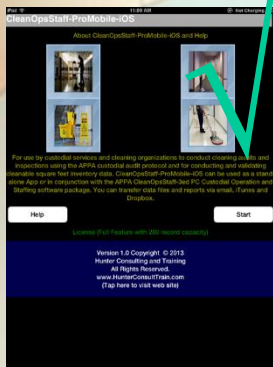 iPad
11:09 AM
Not Charging
CleanOpsStaff-ProMobile-iOS
About CleanOpsStaff-ProMobile-iOS and Help
For use by custodial services and cleaning organizations to conduct cleaning audits and
inspections using the APPA custodial audit protocol and for conducting and validating
cleanable square feet inventory data. CleanOpsStaff-ProMobile-iOS can be used as a stand
alone App or in conjunction with the APPA CleanOpsStaff-3ed PC Custodial Operation and
Staffing software package. You can transfer data files and reports via email, iTunes and
Dropbox.
Help
Start
License (Full Feature with 200 record capacity)
Version 1.0 Copyright © 2013
Hunter Consulting and Training
All Rights Reserved.
www.HunterConsultTrain.com
(Tap here to visit web site)